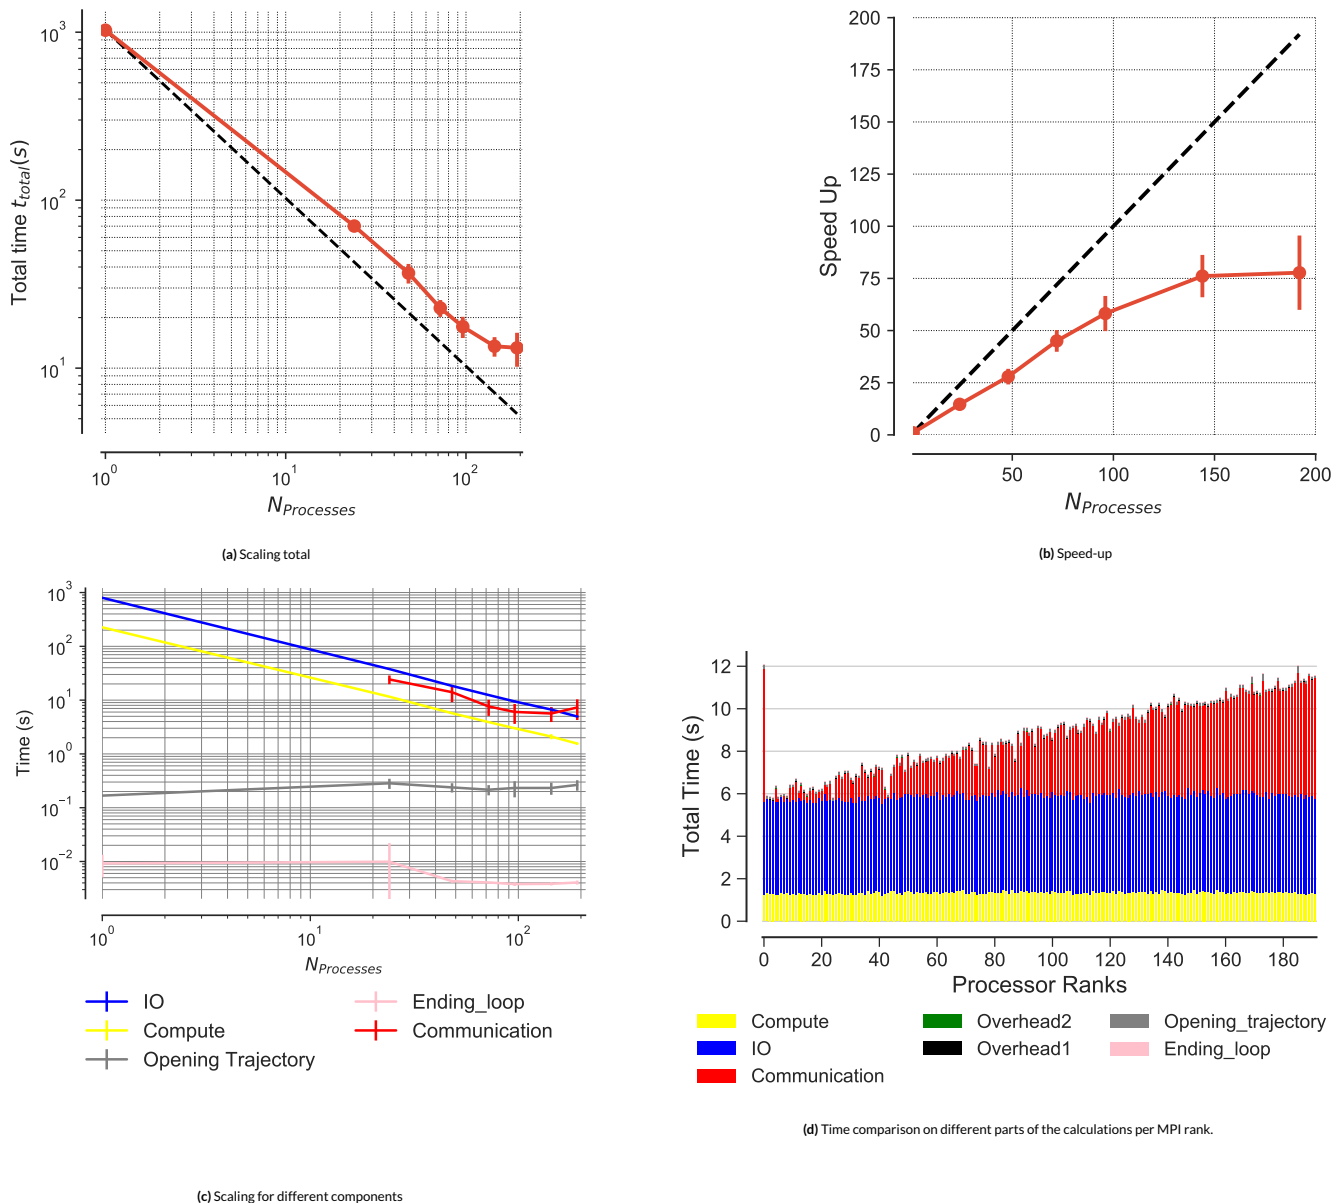 10^3
10^2
10^1
Total time t_total(s)
10^0
10^1
10^2
N_Processes
(a) Scaling total
200
175
150
125
100
75
50
25
0
Speed Up
50
100
150
200
N_Processes
(b) Speed-up
10^3
10^2
10^1
10^0
10^-1
10^-2
Time (s)
10^0
10^1
10^2
N_Processes
IO
Compute
Opening Trajectory
Ending_loop
Communication
(c) Scaling for different components
12
10
8
6
4
2
0
Total Time (s)
0
20
40
60
80
100
120
140
160
180
Processor Ranks
Compute
IO
Communication
Overhead2
Overhead1
Opening_trajectory
Ending_loop
(d) Time comparison on different parts of the calculations per MPI rank.